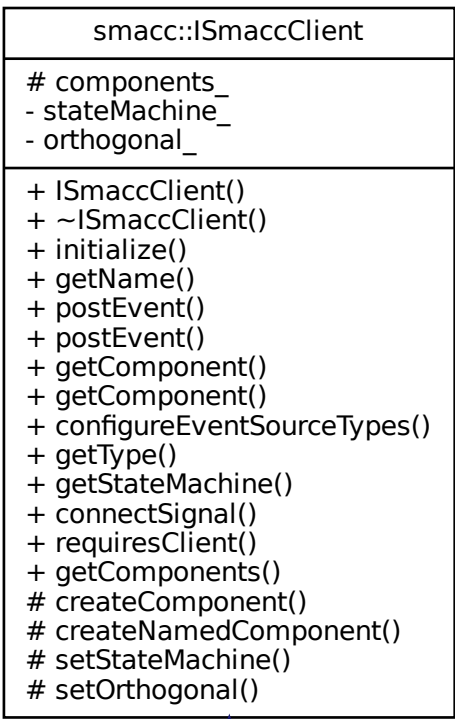 smacc::ISmaccClient
# components_
- stateMachine_
- orthogonal_
+ ISmaccClient()
+ ~ISmaccClient()
+ initialize()
+ getName()
+ postEvent()
+ postEvent()
+ getComponent()
+ getComponent()
+ configureEventSourceTypes()
+ getType()
+ getStateMachine()
+ connectSignal()
+ requiresClient()
+ getComponents()
# createComponent()
# createNamedComponent()
# setStateMachine()
# setOrthogonal()